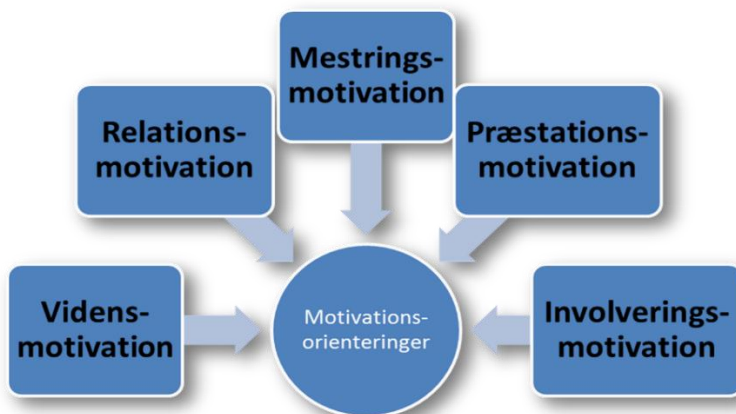 Mestrings-
motivation
Relations-
motivation
Præstations-
motivation
Videns-
motivation
Motivations-
orienteringer
Involverings-
motivation